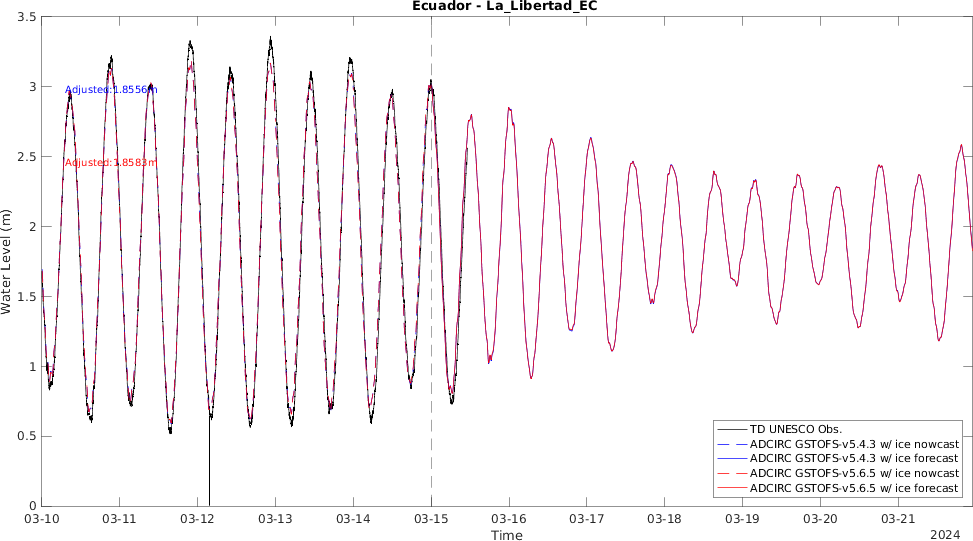 Ecuador - La_Libertad_EC
3.5
3
2.5
2
1.5
1
0.5
0
Water Level (m)
Adjusted:1.8556m
Adjusted:1.8583m
TD UNESCO Obs.
ADCIRC GSTOFS-v5.4.3 w/ ice nowcast
ADCIRC GSTOFS-v5.4.3 w/ ice forecast
ADCIRC GSTOFS-v5.6.5 w/ ice nowcast
ADCIRC GSTOFS-v5.6.5 w/ ice forecast
03-10 03-11 03-12 03-13 03-14 03-15 03-16 03-17 03-18 03-19 03-20 03-21
Time
2024